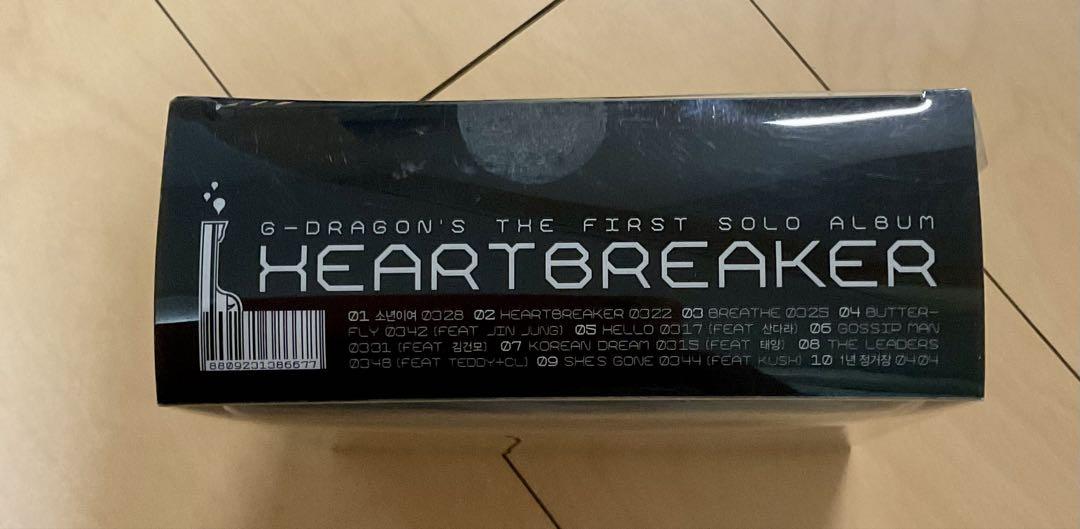 G-DRAGON'S THE FIRST SOLO ALBUM
HEARTBREAKER
01 소년이여 0328 02 HEARTBREAKER 0322 03 BREATHE 0325 04 BUTTER-
FLY 0342 (FEAT JIN JUNG) 05 HELLO 0317 (FEAT 산다라) 06 GOSSIP MAN
0331 (FEAT 김건모) 07 KOREAN DREAM 0315 (FEAT 태양) 08 THE LEADERS
0348 (FEAT TEDDY+CL) 09 SHES GONE 0344 (FEAT KUSH) 10 1년 정거장 0404
8809231386677